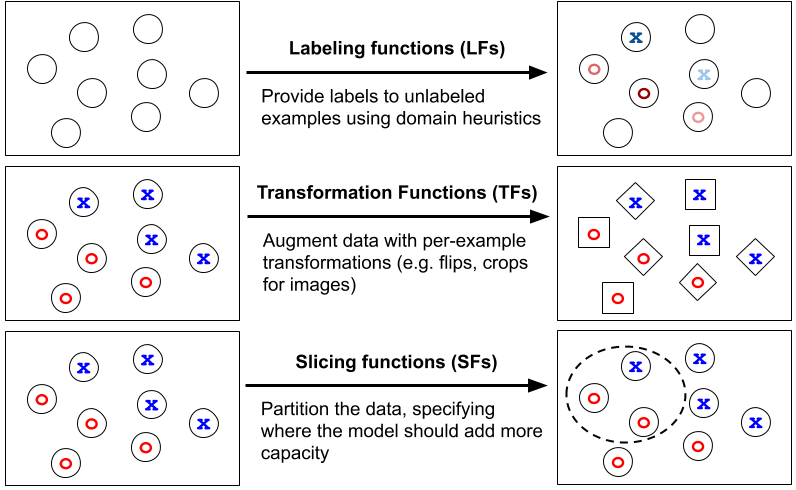 Labeling functions (LFs)
Provide labels to unlabeled
examples using domain heuristics
x
o
x
o
o
Transformation Functions (TFs)
Augment data with per-example
transformations (e.g. flips, crops
for images)
x
x
o
x
o
x
o
o
x
x
o
x
o
x
o
o
Slicing functions (SFs)
Partition the data, specifying
where the model should add more
capacity
x
x
o
x
o
x
o
o
x
x
o
x
o
x
o
o